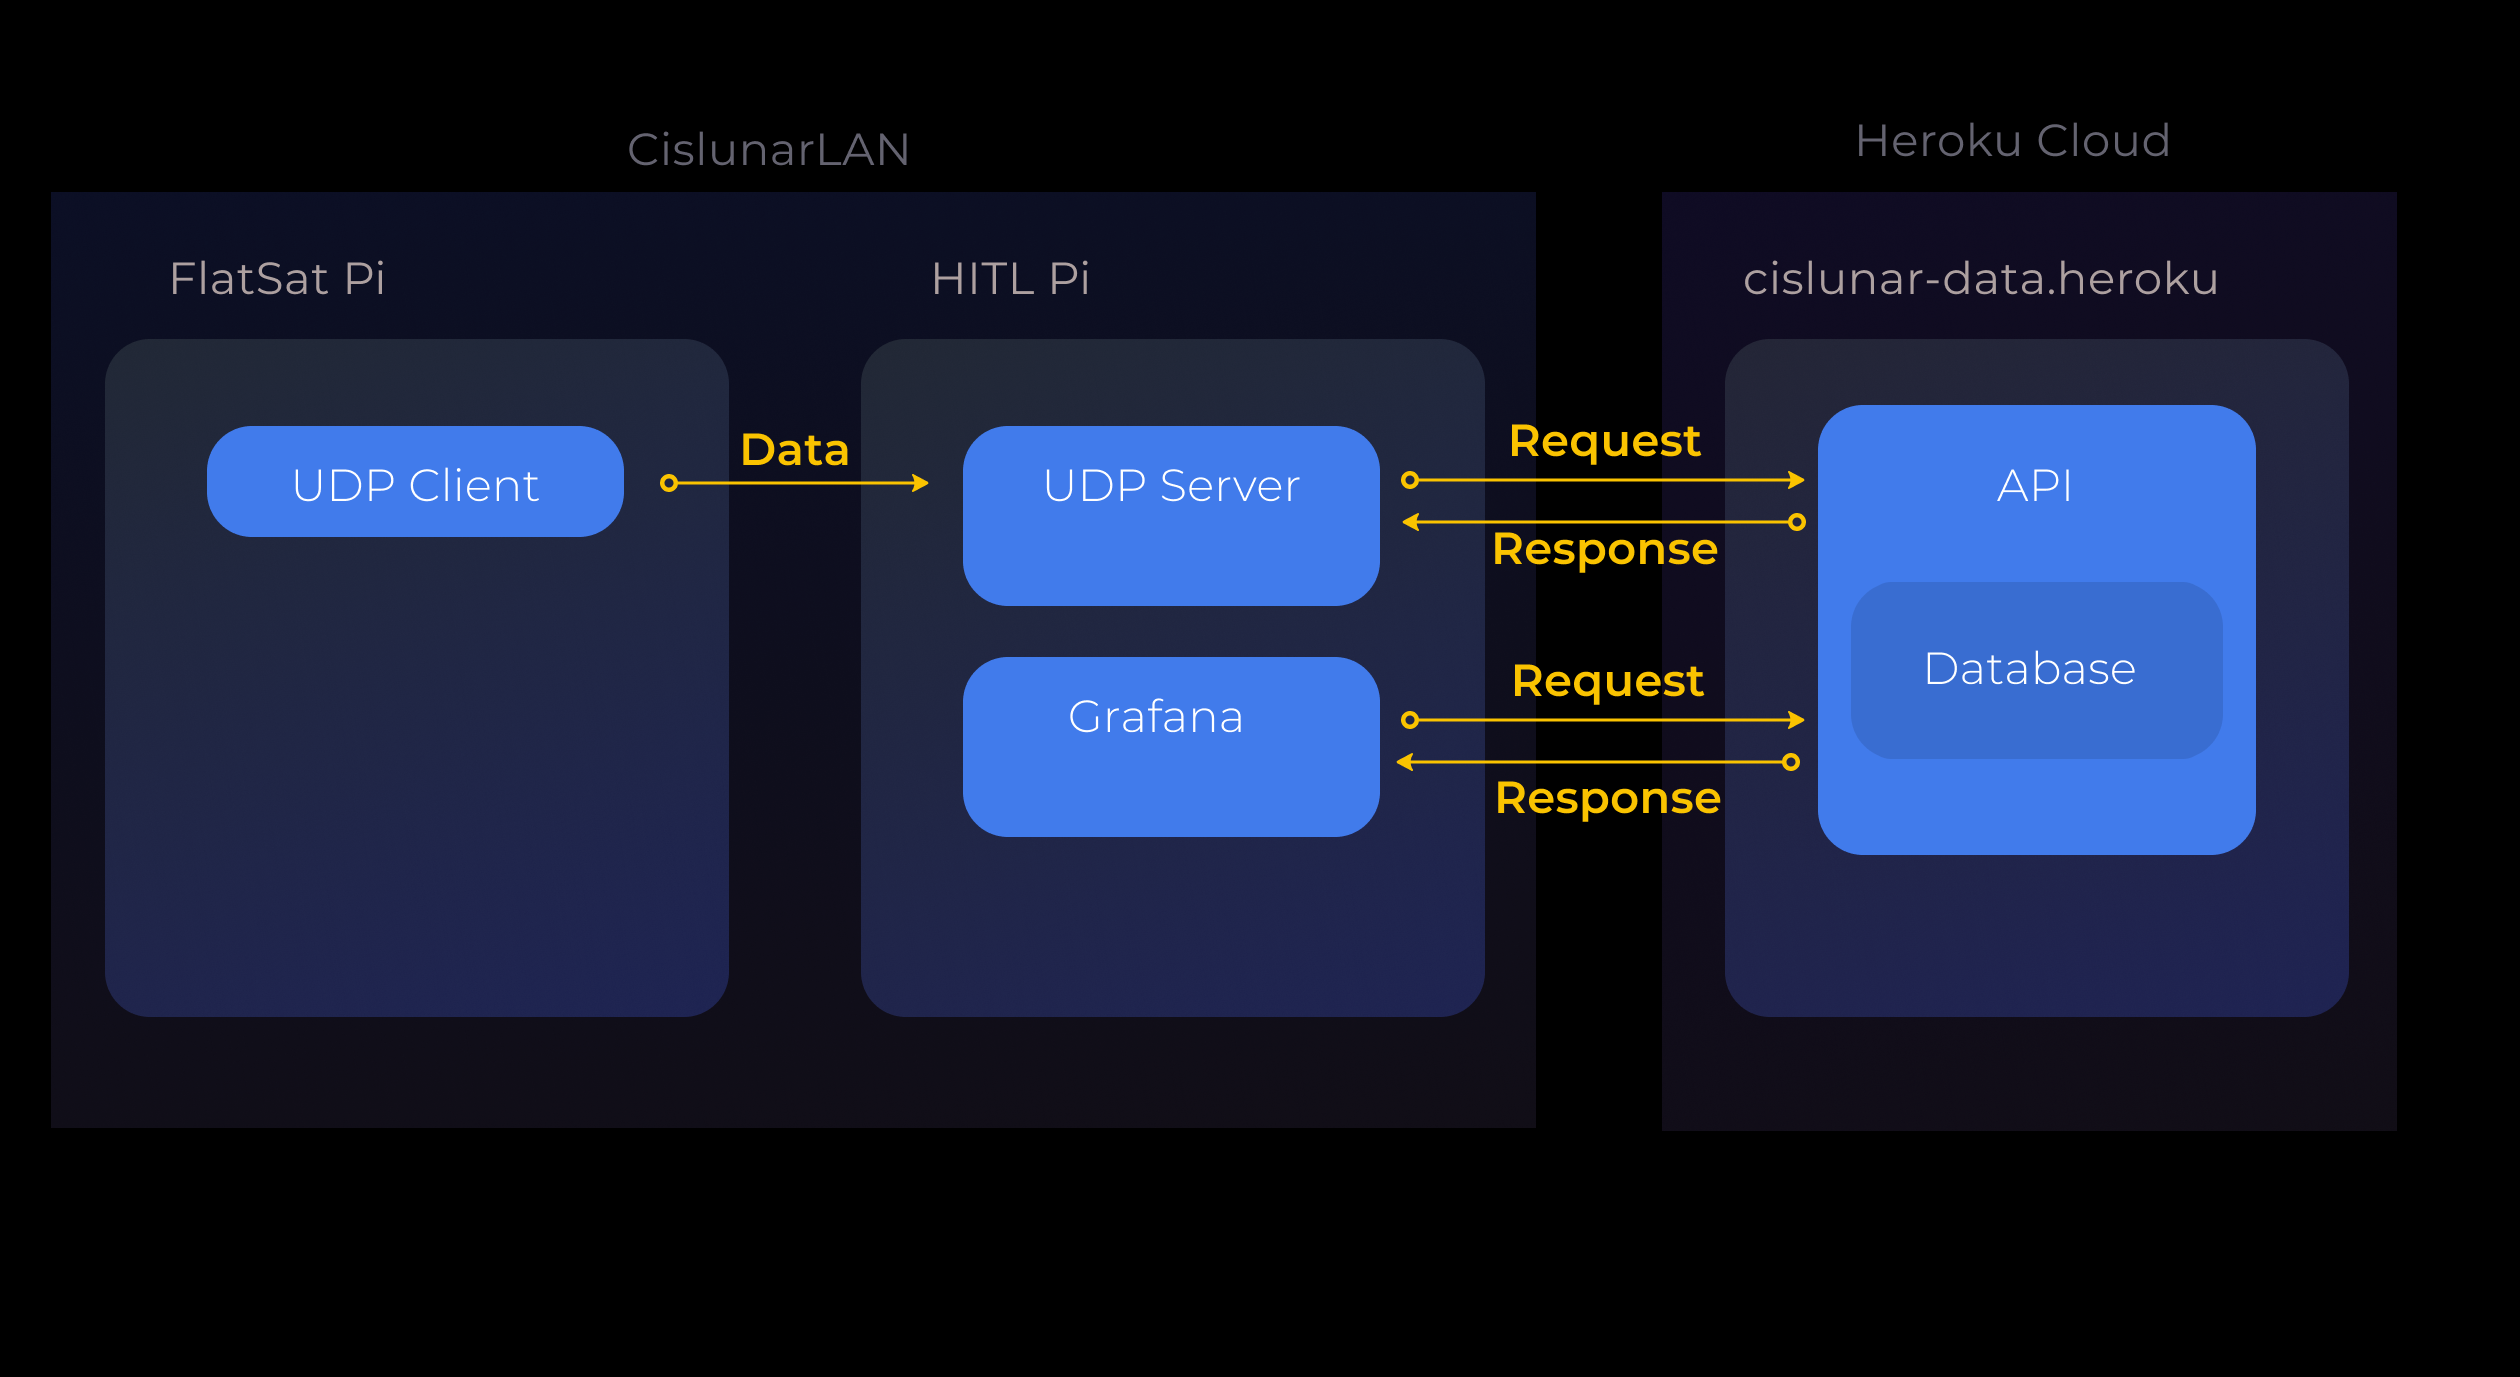 CislunarLAN
Heroku Cloud
FlatSat Pi
HITL Pi
cislunar-data.heroku
UDP Client
Data
UDP Server
Request
Response
API
Grafana
Request
Response
Database